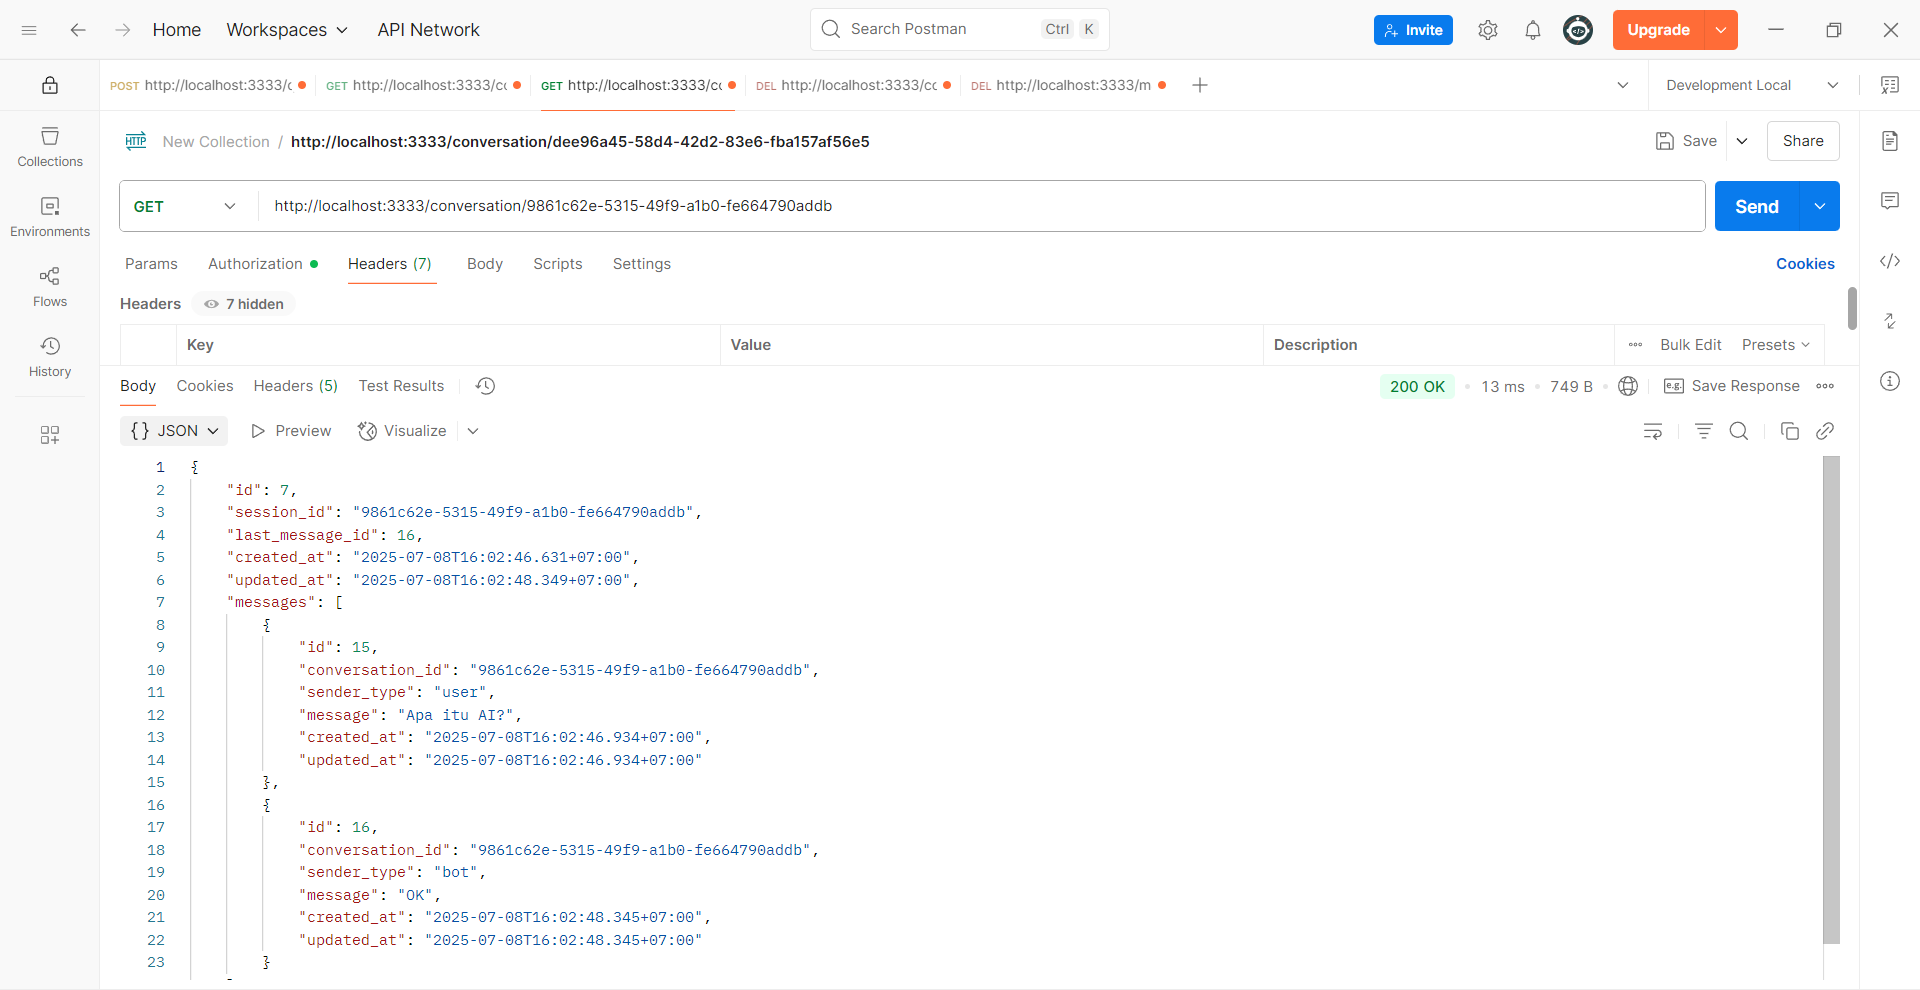 Home Workspaces API Network Search Postman Ctrl K Invite Upgrade
POST http://localhost:3333/c GET http://localhost:3333/cc GET http://localhost:3333/cc DEL http://localhost:3333/cc DEL http://localhost:3333/m Development Local
HTTP New Collection / http://localhost:3333/conversation/dee96a45-58d4-42d2-83e6-fba157af56e5 Save Share
GET http://localhost:3333/conversation/9861c62e-5315-49f9-a1b0-fe664790addb Send
Params Authorization Headers (7) Body Scripts Settings Cookies
Headers 7 hidden
Key Value Description Bulk Edit Presets
Collections
Environments
Flows
History
Body Cookies Headers (5) Test Results 200 OK 13 ms 749 B e.g. Save Response
{} JSON Preview Visualize
1 {
2 "id": 7,
3 "session_id": "9861c62e-5315-49f9-a1b0-fe664790addb",
4 "last_message_id": 16,
5 "created_at": "2025-07-08T16:02:46.631+07:00",
6 "updated_at": "2025-07-08T16:02:48.349+07:00",
7 "messages": [
8 {
9 "id": 15,
10 "conversation_id": "9861c62e-5315-49f9-a1b0-fe664790addb",
11 "sender_type": "user",
12 "message": "Apa itu AI?",
13 "created_at": "2025-07-08T16:02:46.934+07:00",
14 "updated_at": "2025-07-08T16:02:46.934+07:00"
15 },
16 {
17 "id": 16,
18 "conversation_id": "9861c62e-5315-49f9-a1b0-fe664790addb",
19 "sender_type": "bot",
20 "message": "OK",
21 "created_at": "2025-07-08T16:02:48.345+07:00",
22 "updated_at": "2025-07-08T16:02:48.345+07:00"
23 }